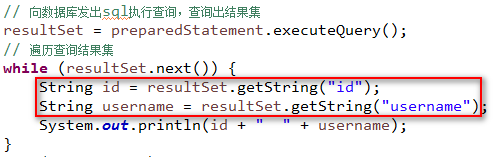 // 向数据库发出sql执行查询，查询出结果集
resultSet = preparedStatement.executeQuery();
// 遍历查询结果集
while (resultSet.next()) {
String id = resultSet.getString("id");
String username = resultSet.getString("username");
System.out.println(id + "  " + username);
}